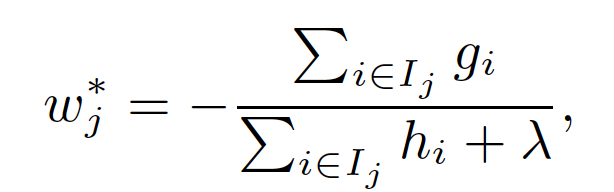 $w_j^* = -\frac{\sum_{i \in I_j} g_i}{\sum_{i \in I_j} h_i + \lambda},$